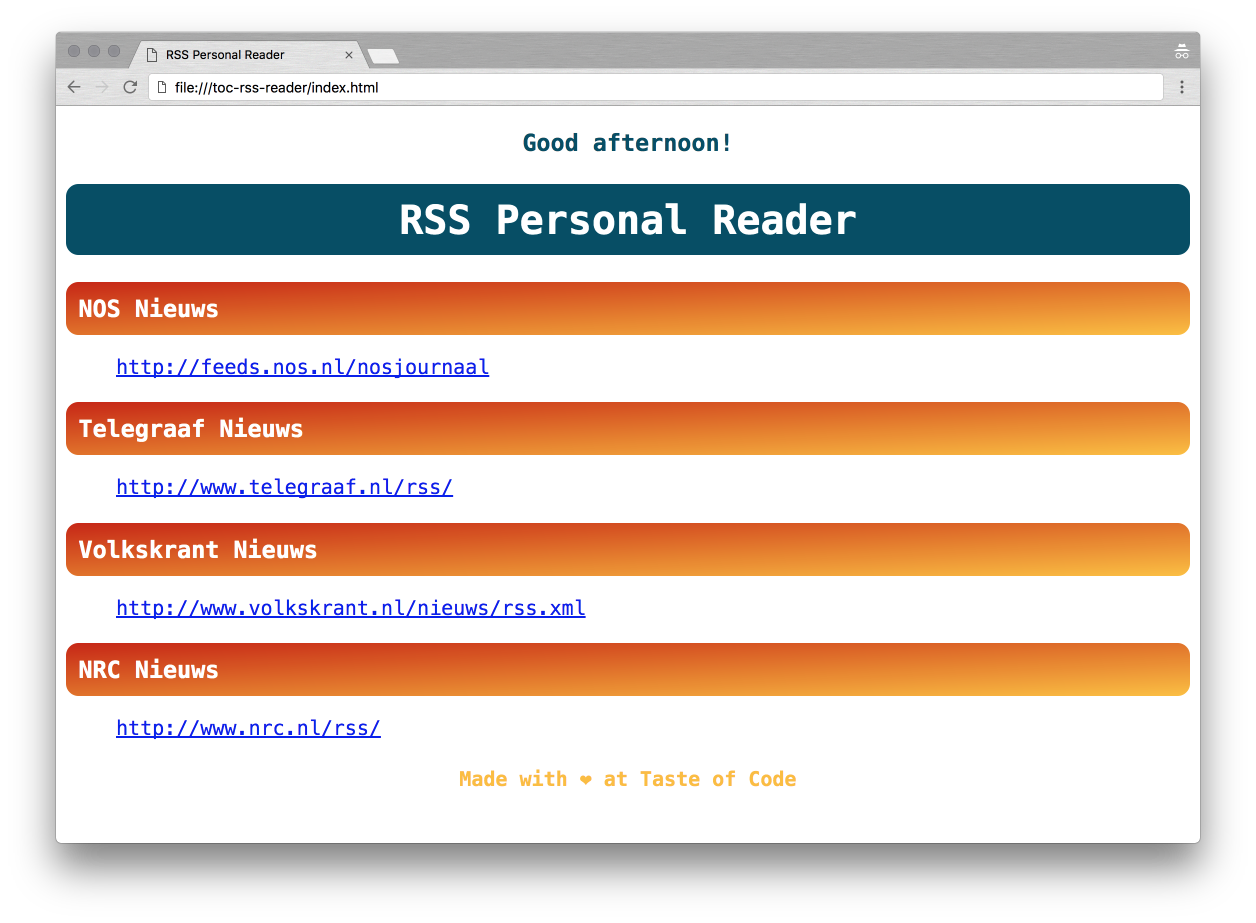 RSS Personal Reader
file:///toc-rss-reader/index.html
Good afternoon!
RSS Personal Reader
NOS Nieuws
http://feeds.nos.nl/nosjournaal
Telegraaf Nieuws
http://www.telegraaf.nl/rss/
Volkskrant Nieuws
http://www.volkskrant.nl/nieuws/rss.xml
NRC Nieuws
http://www.nrc.nl/rss/
Made with ❤ at Taste of Code